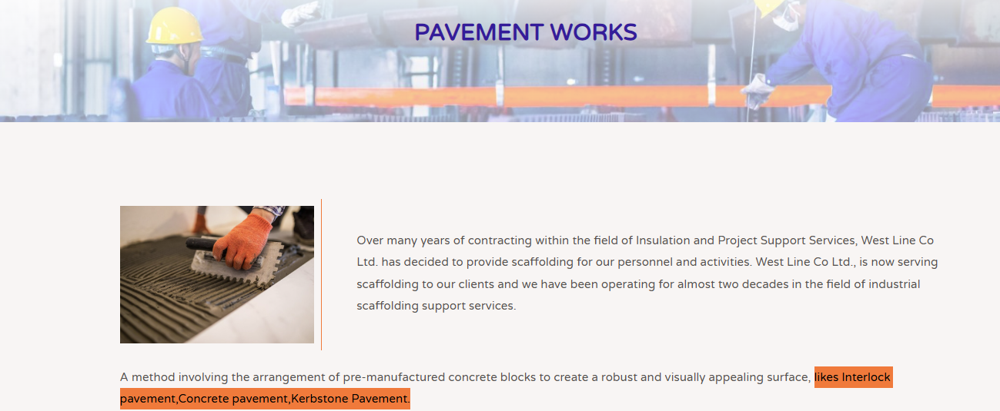 PAVEMENT WORKS
Over many years of contracting within the field of Insulation and Project Support Services, West Line Co
Ltd. has decided to provide scaffolding for our personnel and activities. West Line Co Ltd., is now serving
scaffolding to our clients and we have been operating for almost two decades in the field of industrial
scaffolding support services.
A method involving the arrangement of pre-manufactured concrete blocks to create a robust and visually appealing surface, likes Interlock
pavement,Concrete pavement,Kerbstone Pavement.